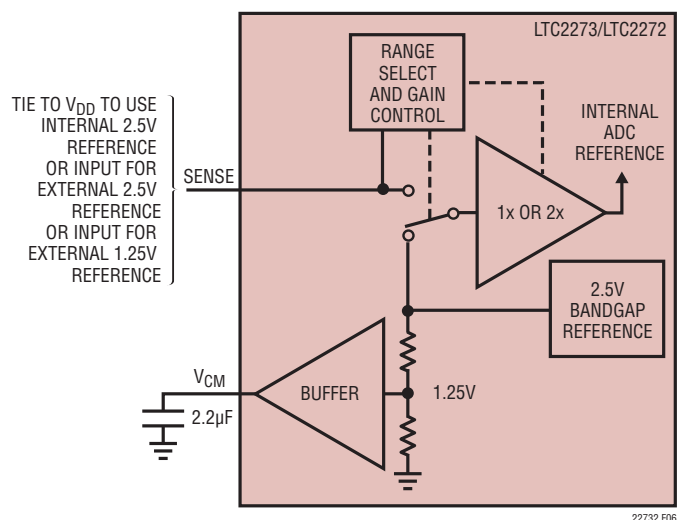 LTC2273/LTC2272
RANGE
SELECT
AND GAIN
CONTROL
TIE TO VDD TO USE
INTERNAL 2.5V
REFERENCE
OR INPUT FOR
EXTERNAL 2.5V
REFERENCE
OR INPUT FOR
EXTERNAL 1.25V
REFERENCE
SENSE
INTERNAL
ADC
REFERENCE
1x OR 2x
2.5V
BANDGAP
REFERENCE
VCM
2.2µF
BUFFER
1.25V
22732 F06